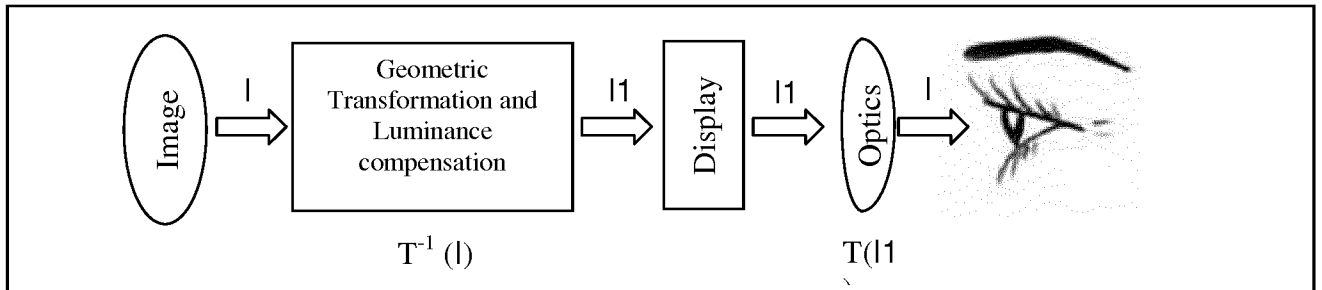 Image
I
Geometric
Transformation and
Luminance
compensation
I1
Display
I1
Optics
I
T⁻¹ (I)
T(I1
)